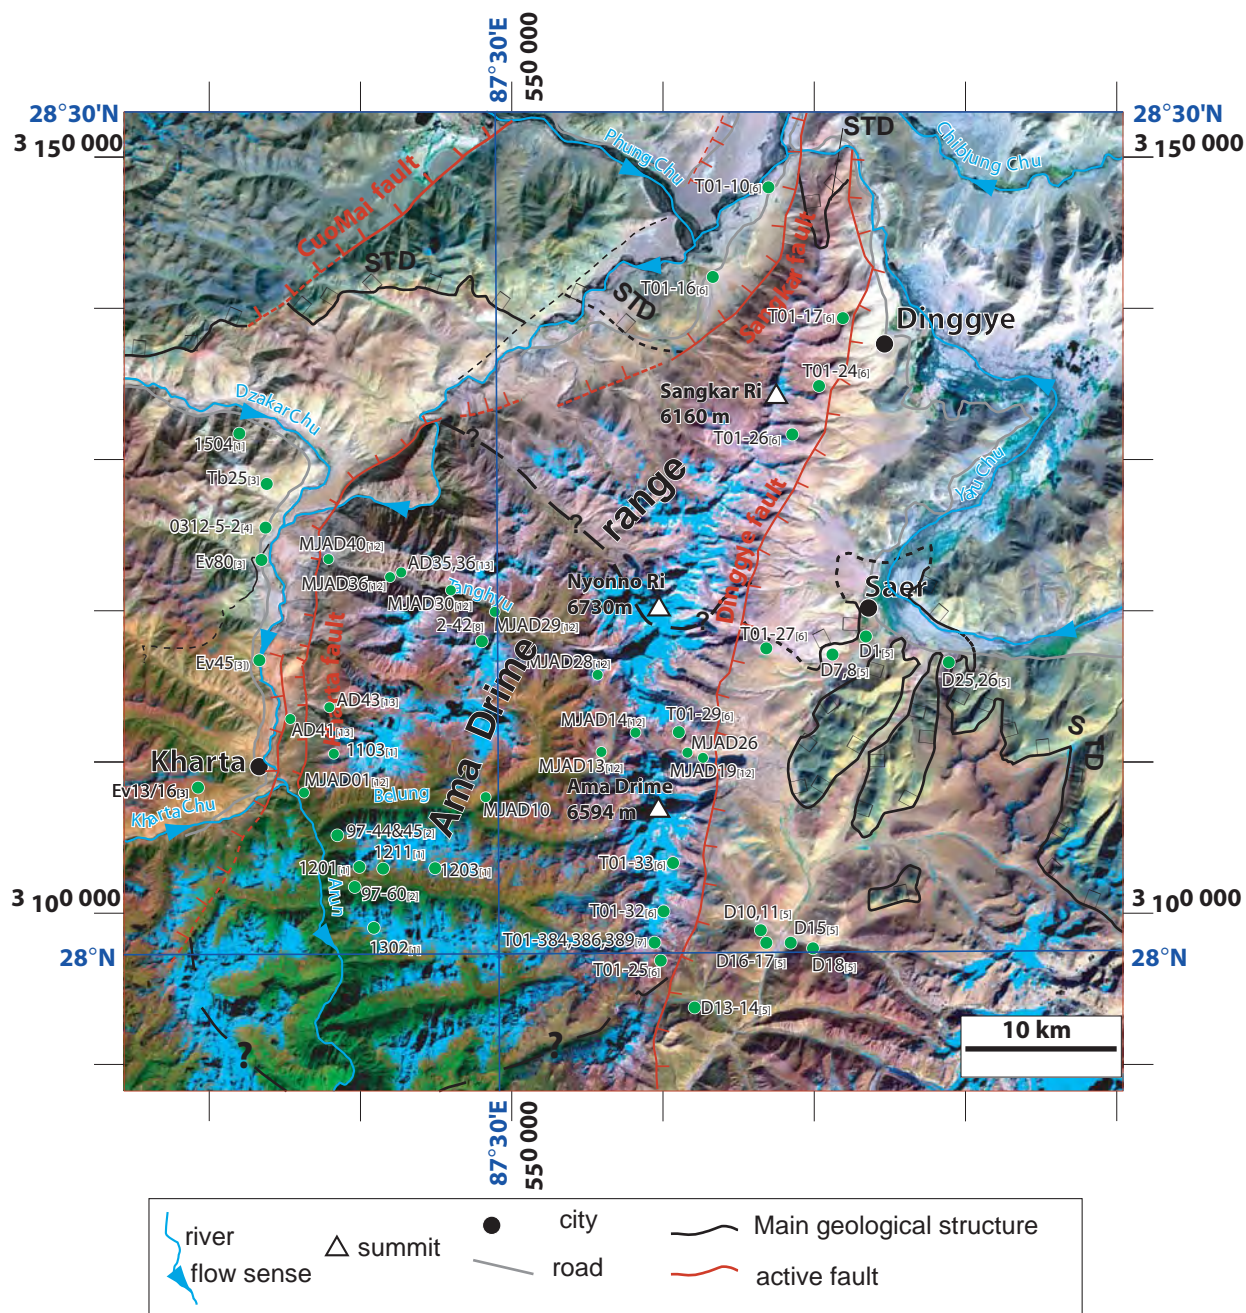 87°30'E
550 000
28°30'N
28°30'N
3 150 000
3 150 000
STD
Phung Chu
Chibjung Chu
T01-10[6]
CuoMai fault
STD
T01-16[6]
STD
Sangkar fault
T01-17[6]
Dinggye
T01-24[6]
Sangkar Ri
6160 m
Dzakar Chu
1504[1]
T01-26[6]
?
Yau Chu
Tb25[3]
range
?
0312-5-2[4]
Ev80[3]
MJAD40[12]
AD35,36[13]
MJAD36[12]
Tanghyu
MJAD30[12]
Nyonno Ri
6730m
Dinggye fault
Saer
2-42[8]
MJAD29[12]
?
T01-27[6]
D1[5]
D7,8[5]
D25,26[5]
Ev45[3]
MJAD28[12]
AD43[13]
AD41[13]
MJAD14[12]
T01-29[6]
STD
1103[1]
MJAD26
MJAD13[12]
MJAD19[12]
Kharta
Ama Drime
Ev13/16[3]
MJAD01[12]
Belung
MJAD10
Ama Drime
6594 m
Kharta Chu
97-44&45[2]
1211[1]
1201[1]
1203[1]
T01-33[6]
97-60[2]
Arun
T01-32[6]
D10,11[5]
3 100 000
3 100 000
1302[1]
T01-384,386,389[7]
D15[5]
28°N
T01-25[6]
D16-17[5]
D18[5]
28°N
D13-14[5]
?
?
10 km
87°30'E
550 000
river
flow sense
summit
city
road
Main geological structure
active fault